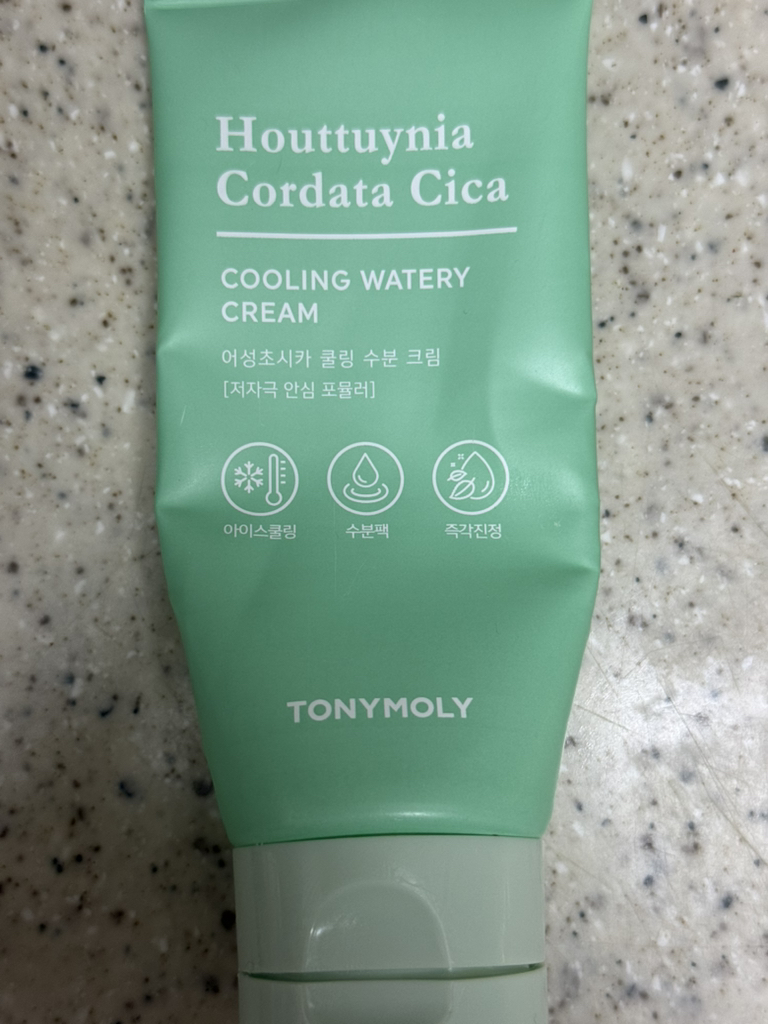 Houttuynia
Cordata Cica
COOLING WATERY
CREAM
어성초시카 쿨링 수분 크림
[저자극 안심 포뮬러]
아이스쿨링 수분팩 즉각진정
TONYMOLY